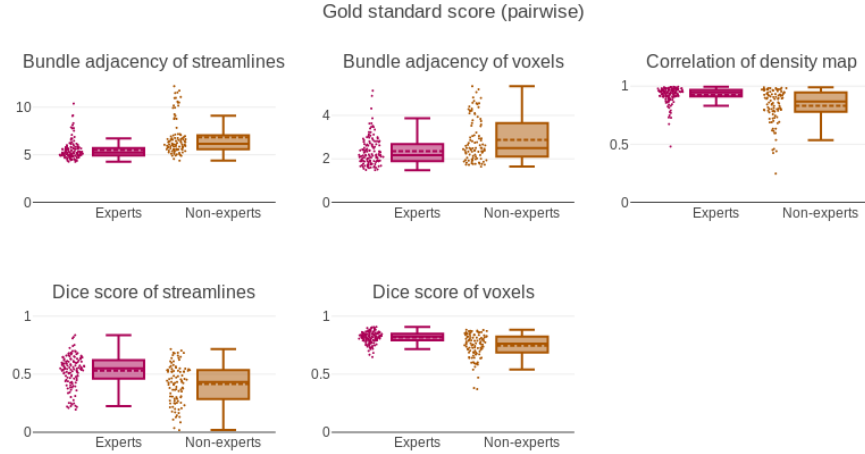 Gold standard score (pairwise)
Bundle adjacency of streamlines
Bundle adjacency of voxels
Correlation of density map
10
5
0
Experts
Non-experts
4
2
0
Experts
Non-experts
1
0.5
0
Experts
Non-experts
Dice score of streamlines
Dice score of voxels
1
0.5
0
Experts
Non-experts
1
0.5
0
Experts
Non-experts